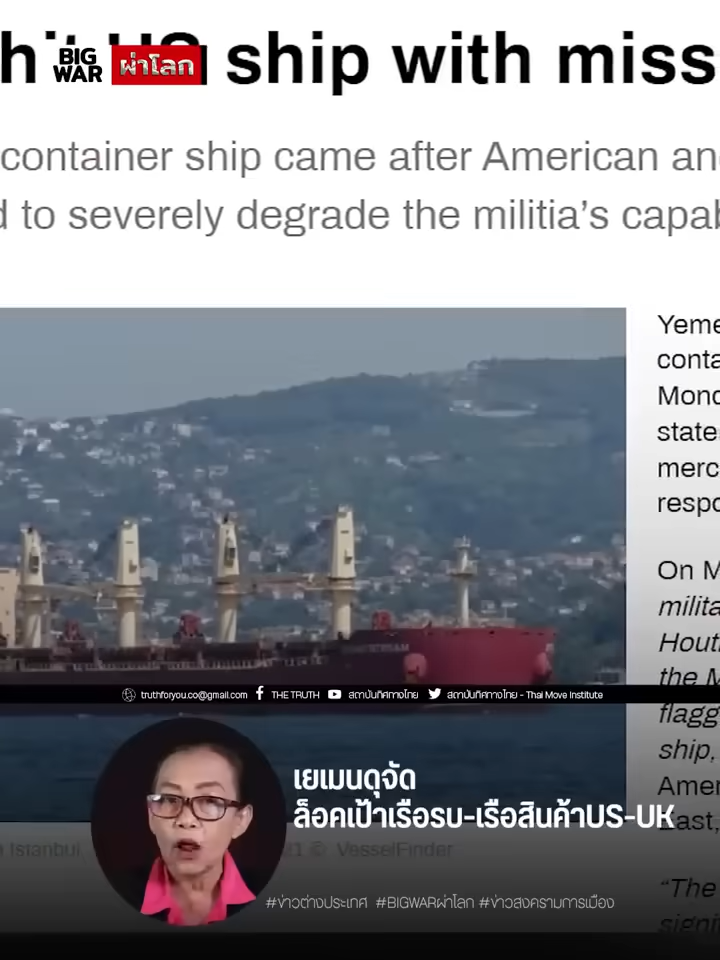 BIG
WAR
ผ่าโลก
ship with miss
container ship came after American an
d to severely degrade the militia's capab
Yeme
conta
Mond
state
merc
respo
On M
milita
Hout
the M
flagg
ship,
Amer
East,
"The
signi
truthforyou.co@gmail.com THE TRUTH สถาบันทิศทางไทย สถาบันทิศทางไทย - Thai Move Institute
เยเมนดุจัด
ล็อคเป้าเรือรบ-เรือสินค้าUS-UK
Istanbul, 21 © VesselFinder
#ข่าวต่างประเทศ #BIGWARผ่าโลก #ข่าวสงครามการเมือง